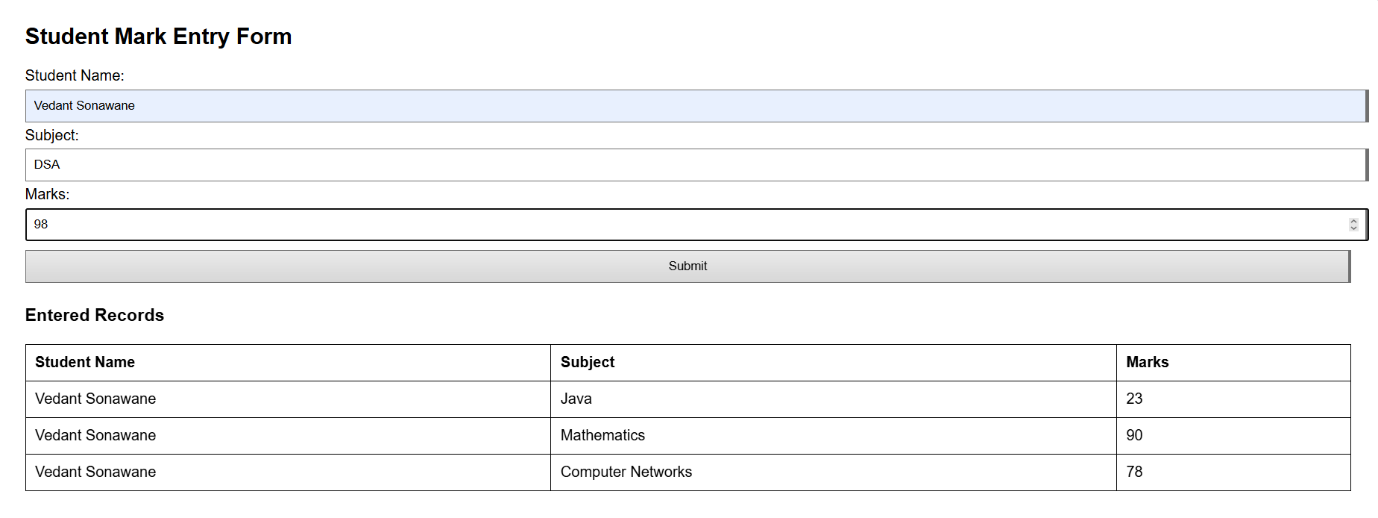 Student Mark Entry Form
Student Name:
Vedant Sonawane
Subject:
DSA
Marks:
98
Submit
Entered Records
Student Name Subject Marks
Vedant Sonawane Java 23
Vedant Sonawane Mathematics 90
Vedant Sonawane Computer Networks 78